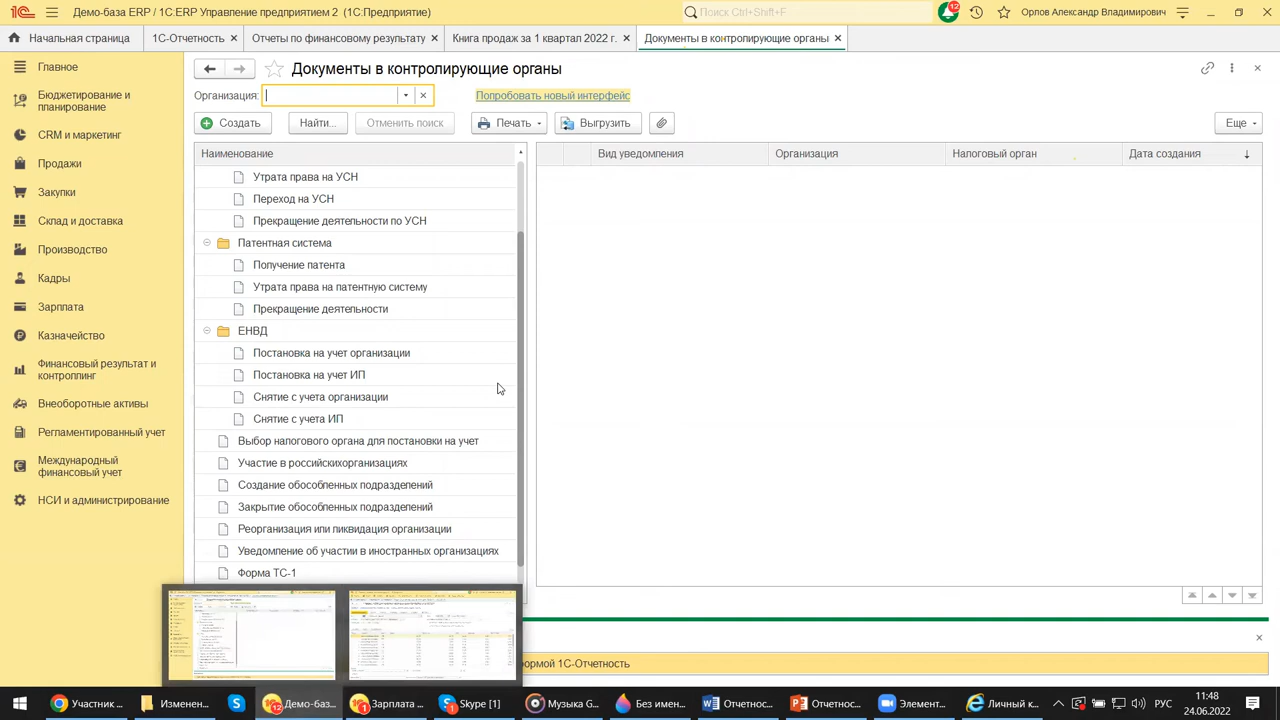 Демо-база ERP / 1С:ERP Управление предприятием 2 (1С:Предприятие)
Поиск Ctrl+Shift+F
12
Орлов Александр Владимирович
Начальная страница
1С-Отчетность ×
Отчеты по финансовому результату ×
Книга продаж за 1 квартал 2022 г. ×
Документы в контролирующие органы ×
Главное
Бюджетирование и
планирование
CRM и маркетинг
Продажи
Закупки
Склад и доставка
Производство
Кадры
Зарплата
Казначейство
Финансовый результат и
контроллинг
Внеоборотные активы
Регламентированный учет
Международный
финансовый учет
НСИ и администрирование
Документы в контролирующие органы
Организация:
Попробовать новый интерфейс
Создать
Найти...
Отменить поиск
Печать
Выгрузить
Еще
Наименование
Утрата права на УСН
Переход на УСН
Прекращение деятельности по УСН
Патентная система
Получение патента
Утрата права на патентную систему
Прекращение деятельности
ЕНВД
Постановка на учет организации
Постановка на учет ИП
Снятие с учета организации
Снятие с учета ИП
Выбор налогового органа для постановки на учет
Участие в российскихорганизациях
Создание обособленных подразделений
Закрытие обособленных подразделений
Реорганизация или ликвидация организации
Уведомление об участии в иностранных организациях
Форма ТС-1
Вид уведомления
Организация
Налоговый орган
Дата создания
ормой 1С-Отчетность
Участник ...
Изменен...
Демо-баз...
Зарплата ...
Skype [1]
Музыка G...
Без имен...
Отчетнос...
Отчетнос...
Элемент...
Личный к...
РУС
11:48
24.06.2022